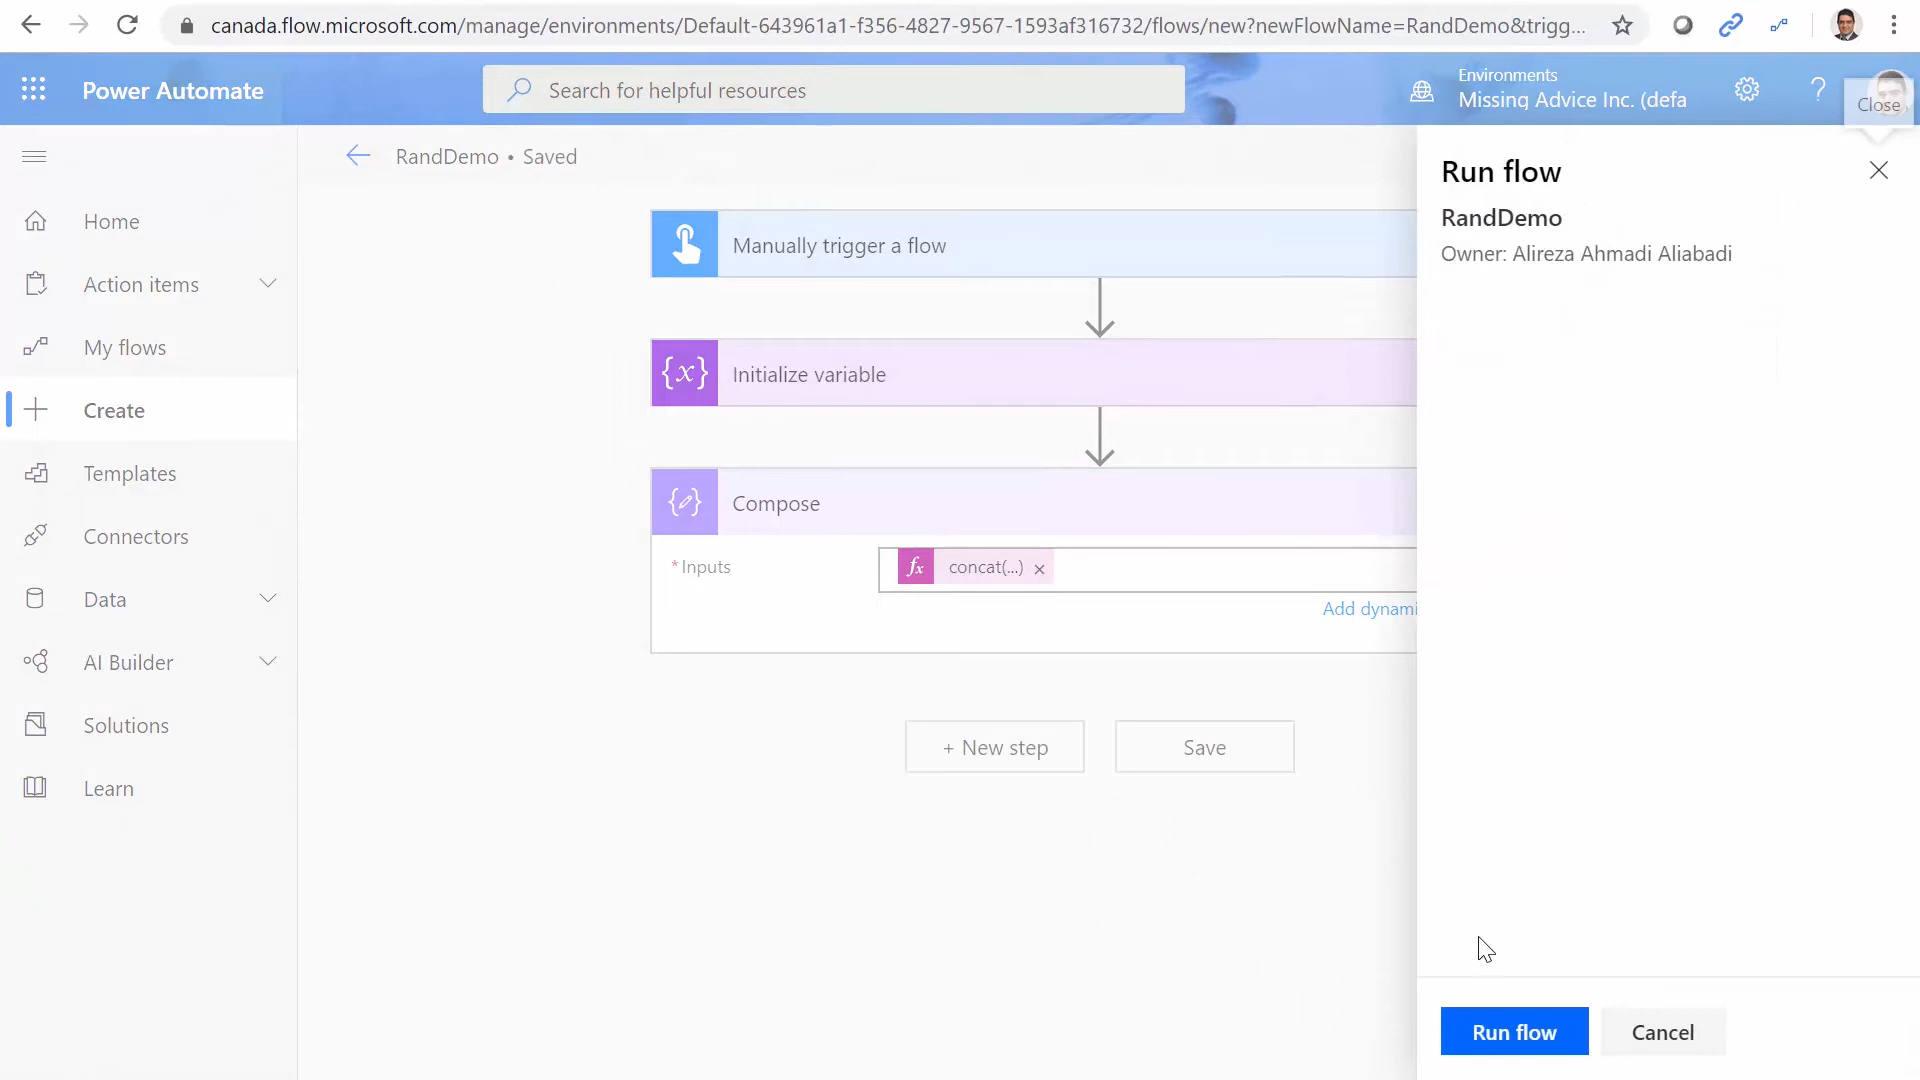 canada.flow.microsoft.com/manage/environments/Default-643961a1-f356-4827-9567-1593af316732/flows/new?newFlowName=RandDemo&trigg...
Power Automate
Search for helpful resources
Environments
Missing Advice Inc. (defa
?
Close
RandDemo • Saved
Home
Action items
My flows
Create
Templates
Connectors
Data
AI Builder
Solutions
Learn
Manually trigger a flow
{x} Initialize variable
Compose
* Inputs
fx concat(...) ×
Add dynami
+ New step
Save
Run flow
RandDemo
Owner: Alireza Ahmadi Aliabadi
Run flow
Cancel